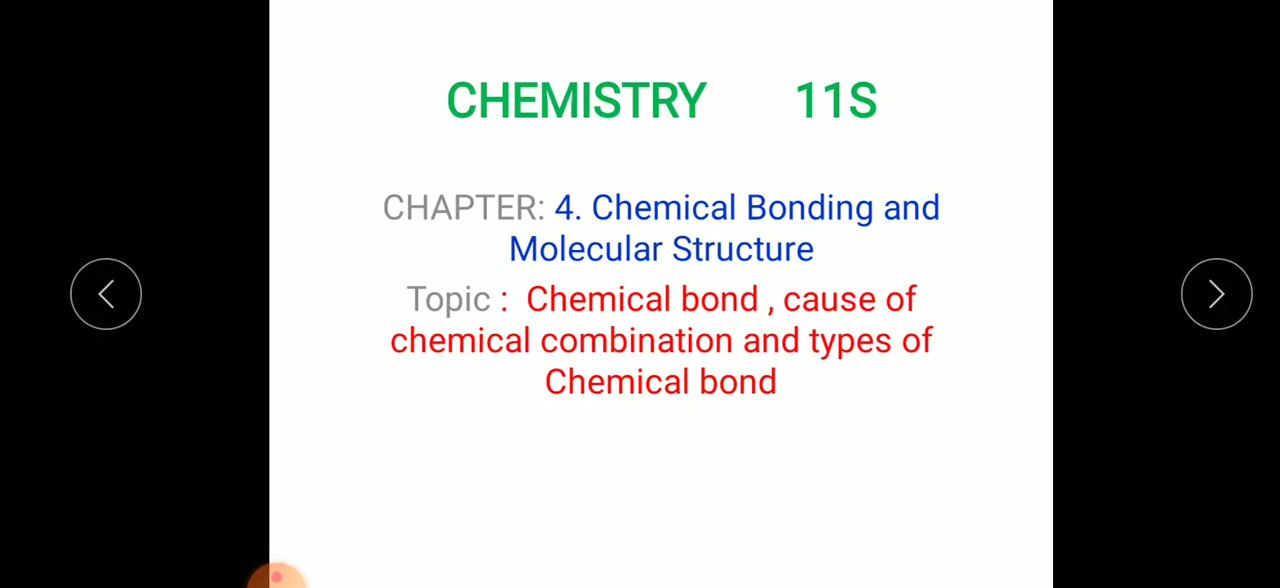 CHEMISTRY 11S
CHAPTER: 4. Chemical Bonding and
Molecular Structure
Topic : Chemical bond , cause of
chemical combination and types of
Chemical bond